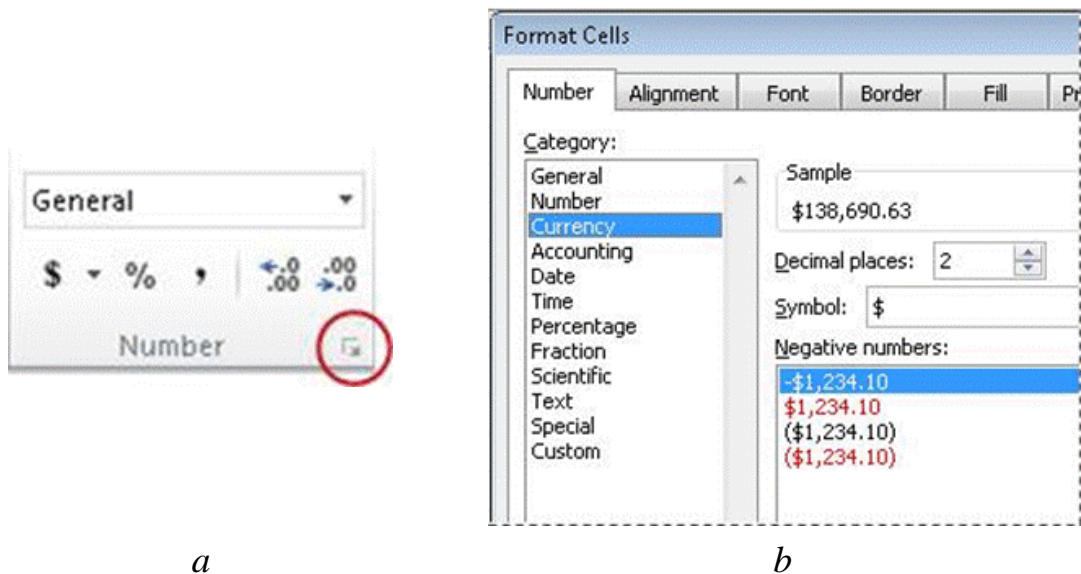 General
$ % , .0 .00 .00 .0
Number
a
Format Cells
Number Alignment Font Border Fill Pr
Category:
General
Number
Currency
Accounting
Date
Time
Percentage
Fraction
Scientific
Text
Special
Custom
Sample
$138,690.63
Decimal places: 2
Symbol: $
Negative numbers:
-$1,234.10
$1,234.10
($1,234.10)
($1,234.10)
b